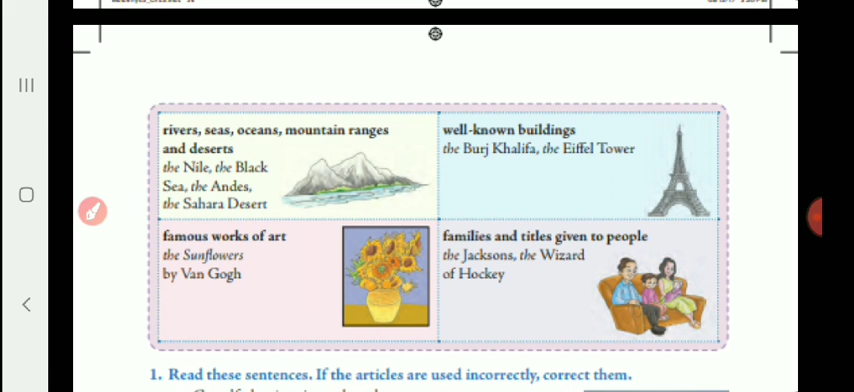 rivers, seas, oceans, mountain ranges
and deserts
the Nile, the Black
Sea, the Andes,
the Sahara Desert
well-known buildings
the Burj Khalifa, the Eiffel Tower
famous works of art
the Sunflowers
by Van Gogh
families and titles given to people
the Jacksons, the Wizard
of Hockey
1. Read these sentences. If the articles are used incorrectly, correct them.